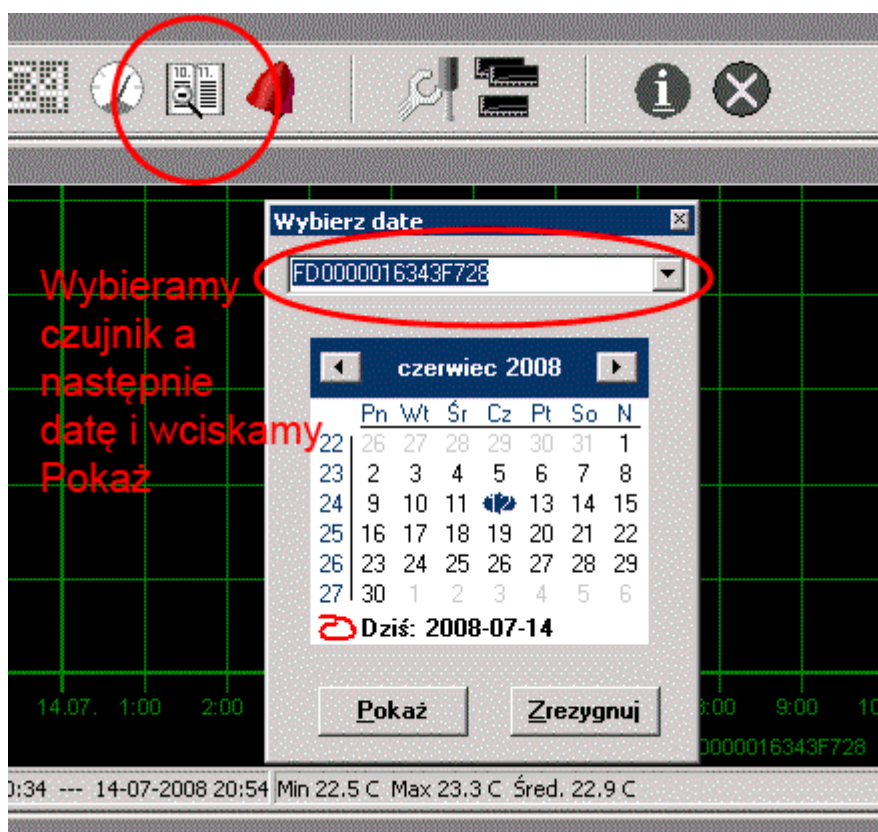 10. 11.
Wybierz date
FD0000016343F728
Wybieramy
czujnik a
następnie
datę i wciskamy
Pokaż
czerwiec 2008
Pn Wt Śr Cz Pt So N
22 26 27 28 29 30 31 1
23 2 3 4 5 6 7 8
24 9 10 11 12 13 14 15
25 16 17 18 19 20 21 22
26 23 24 25 26 27 28 29
27 30 1 2 3 4 5 6
Dziś: 2008-07-14
Pokaż Zrezygnuj
14.07. 1:00 2:00 :00 9:00 10
0000016343F728
:34 --- 14-07-2008 20:54 Min 22.5 C Max 23.3 C Śred. 22.9 C